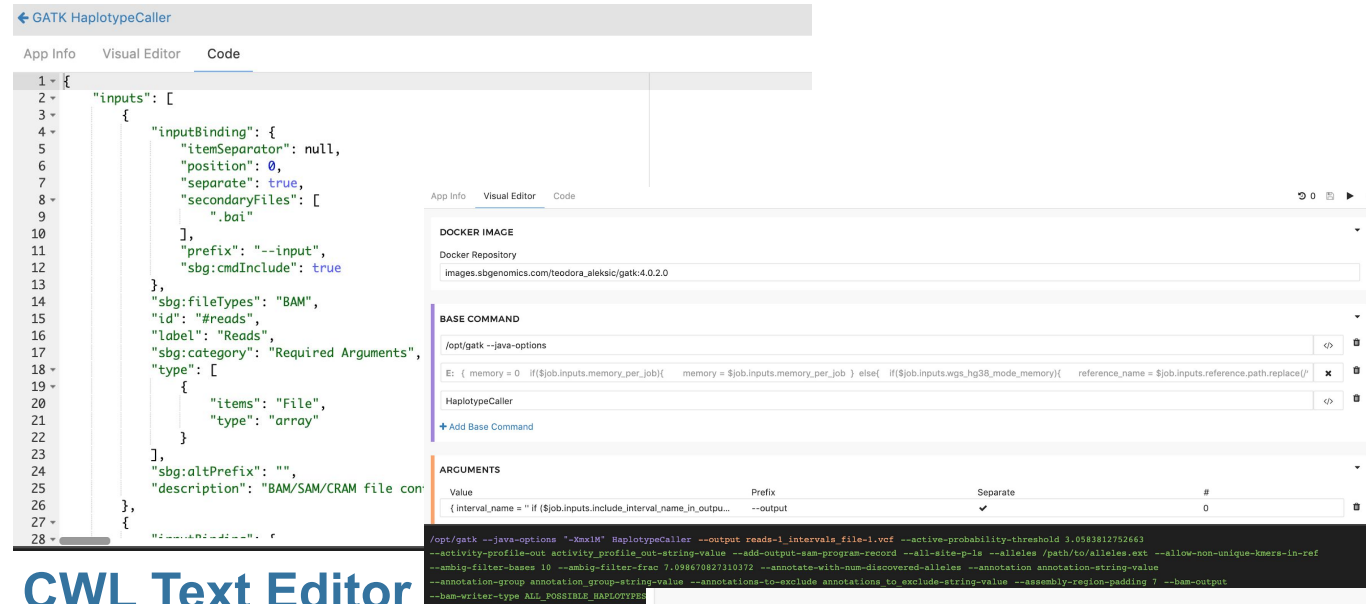 GATK HaplotypeCaller
App Info Visual Editor Code
1 {
2 "inputs": [
3 {
4 "inputBinding": {
5 "itemSeparator": null,
6 "position": 0,
7 "separate": true,
8 "secondaryFiles": [
9 ".bai"
10 ],
11 "prefix": "--input",
12 "sbg:cmdInclude": true
13 },
14 "sbg:fileTypes": "BAM",
15 "id": "#reads",
16 "label": "Reads",
17 "sbg:category": "Required Arguments",
18 "type": [
19 {
20 "items": "File",
21 "type": "array"
22 }
23 ],
24 "sbg:altPrefix": "",
25 "description": "BAM/SAM/CRAM file con
26 },
27 {
28 "inputBinding": {
CWL Text Editor
App Info Visual Editor Code 0
DOCKER IMAGE
Docker Repository
images.sbgenomics.com/teodora_aleksic/gatk:4.0.2.0
BASE COMMAND
/opt/gatk --java-options </>
E: { memory = 0 if($job.inputs.memory_per_job){ memory = $job.inputs.memory_per_job } else{ if($job.inputs.wgs_hg38_mode_memory){ reference_name = $job.inputs.reference.path.replace(/^
HaplotypeCaller </>
+ Add Base Command
ARGUMENTS
Value Prefix Separate #
{ interval_name = '' if ($job.inputs.include_interval_name_in_outpu... --output ✔ 0
/opt/gatk --java-options "-Xmx1M" HaplotypeCaller --output reads-1_intervals_file-1.vcf --active-probability-threshold 3.0583812752663
--activity-profile-out activity_profile_out-string-value --add-output-sam-program-record --all-site-p-ls --alleles /path/to/alleles.ext --allow-non-unique-kmers-in-ref
--ambig-filter-bases 10 --ambig-filter-frac 7.098670827310372 --annotate-with-num-discovered-alleles --annotation annotation-string-value
--annotation-group annotation_group-string-value --annotations-to-exclude annotations_to_exclude-string-value --assembly-region-padding 7 --bam-output
--bam-writer-type ALL_POSSIBLE_HAPLOTYPES